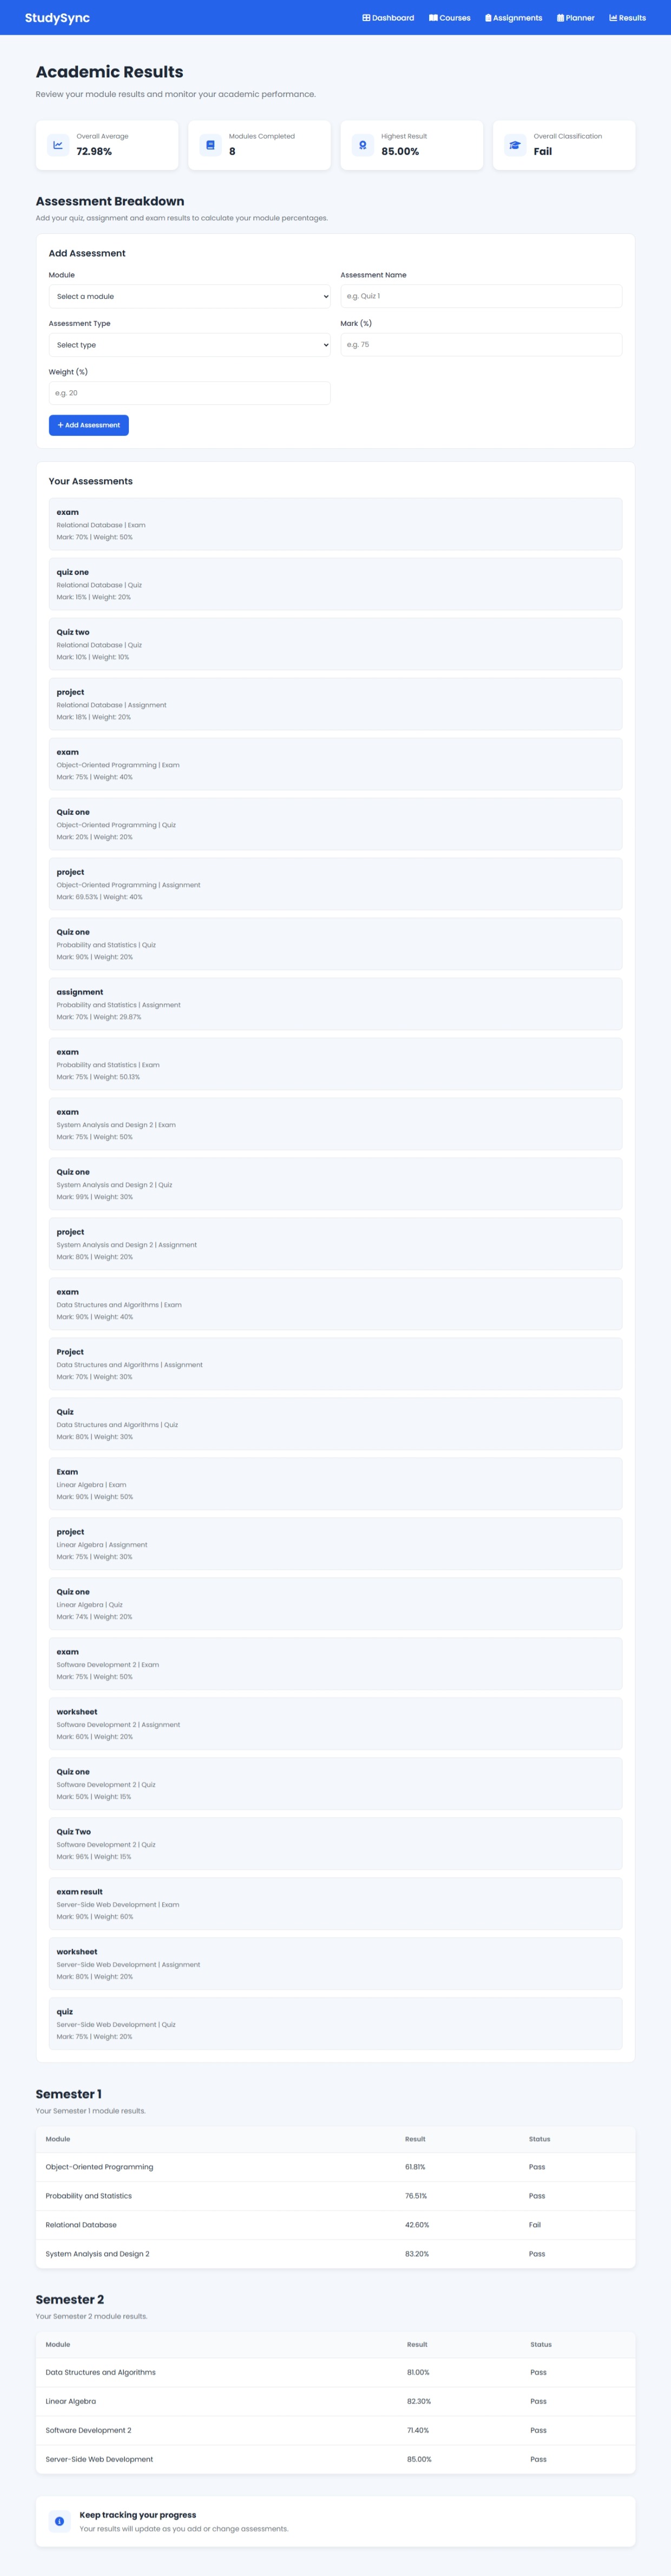 StudySync
Dashboard Courses Assignments Planner Results
Academic Results
Review your module results and monitor your academic performance.
Overall Average
72.98%
Modules Completed
8
Highest Result
85.00%
Overall Classification
Fail
Assessment Breakdown
Add your quiz, assignment and exam results to calculate your module percentages.
Add Assessment
Module
Select a module
Assessment Name
e.g. Quiz 1
Assessment Type
Select type
Mark (%)
e.g. 75
Weight (%)
e.g. 20
+ Add Assessment
Your Assessments
exam
Relational Database | Exam
Mark: 70% | Weight: 50%
quiz one
Relational Database | Quiz
Mark: 15% | Weight: 20%
Quiz two
Relational Database | Quiz
Mark: 10% | Weight: 10%
project
Relational Database | Assignment
Mark: 18% | Weight: 20%
exam
Object-Oriented Programming | Exam
Mark: 75% | Weight: 40%
Quiz one
Object-Oriented Programming | Quiz
Mark: 20% | Weight: 20%
project
Object-Oriented Programming | Assignment
Mark: 69.53% | Weight: 40%
Quiz one
Probability and Statistics | Quiz
Mark: 90% | Weight: 20%
assignment
Probability and Statistics | Assignment
Mark: 70% | Weight: 29.87%
exam
Probability and Statistics | Exam
Mark: 75% | Weight: 50.13%
exam
System Analysis and Design 2 | Exam
Mark: 75% | Weight: 50%
Quiz one
System Analysis and Design 2 | Quiz
Mark: 99% | Weight: 30%
project
System Analysis and Design 2 | Assignment
Mark: 80% | Weight: 20%
exam
Data Structures and Algorithms | Exam
Mark: 90% | Weight: 40%
Project
Data Structures and Algorithms | Assignment
Mark: 70% | Weight: 30%
Quiz
Data Structures and Algorithms | Quiz
Mark: 80% | Weight: 30%
Exam
Linear Algebra | Exam
Mark: 90% | Weight: 50%
project
Linear Algebra | Assignment
Mark: 75% | Weight: 30%
Quiz one
Linear Algebra | Quiz
Mark: 74% | Weight: 20%
exam
Software Development 2 | Exam
Mark: 75% | Weight: 50%
worksheet
Software Development 2 | Assignment
Mark: 60% | Weight: 20%
Quiz one
Software Development 2 | Quiz
Mark: 50% | Weight: 15%
Quiz Two
Software Development 2 | Quiz
Mark: 96% | Weight: 15%
exam result
Server-Side Web Development | Exam
Mark: 90% | Weight: 60%
worksheet
Server-Side Web Development | Assignment
Mark: 80% | Weight: 20%
quiz
Server-Side Web Development | Quiz
Mark: 75% | Weight: 20%
Semester 1
Your Semester 1 module results.
Module Result Status
Object-Oriented Programming 61.81% Pass
Probability and Statistics 76.51% Pass
Relational Database 42.60% Fail
System Analysis and Design 2 83.20% Pass
Semester 2
Your Semester 2 module results.
Module Result Status
Data Structures and Algorithms 81.00% Pass
Linear Algebra 82.30% Pass
Software Development 2 71.40% Pass
Server-Side Web Development 85.00% Pass
Keep tracking your progress
Your results will update as you add or change assessments.